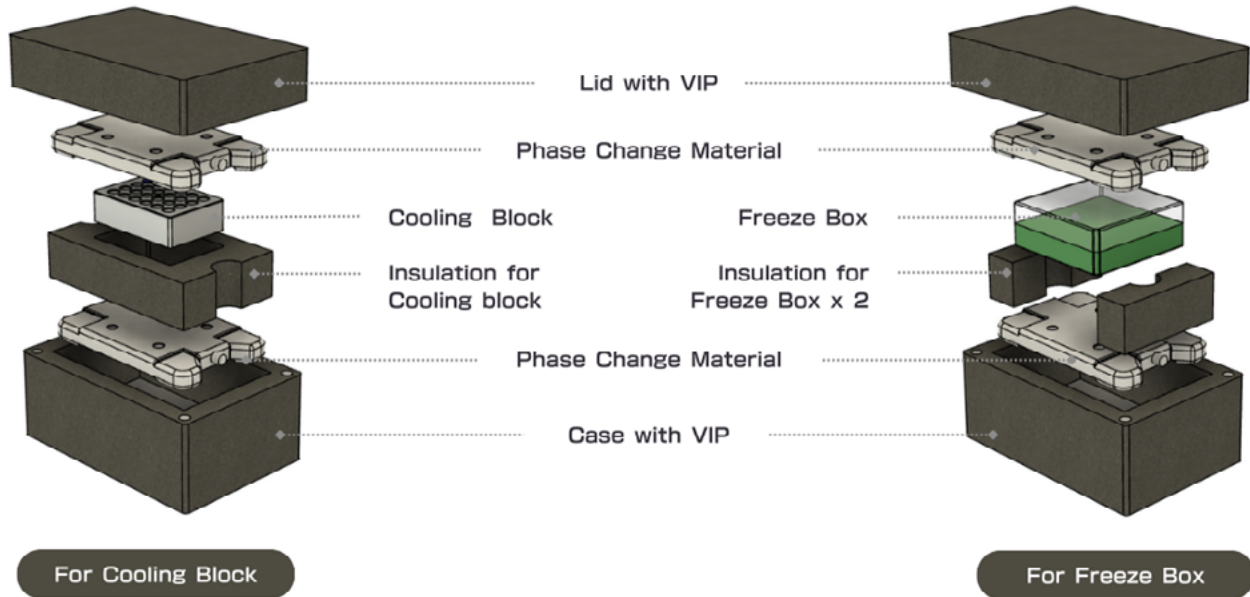 Lid with VIP
Phase Change Material
Cooling Block
Freeze Box
Insulation for
Cooling block
Insulation for
Freeze Box x 2
Phase Change Material
Case with VIP
For Cooling Block
For Freeze Box